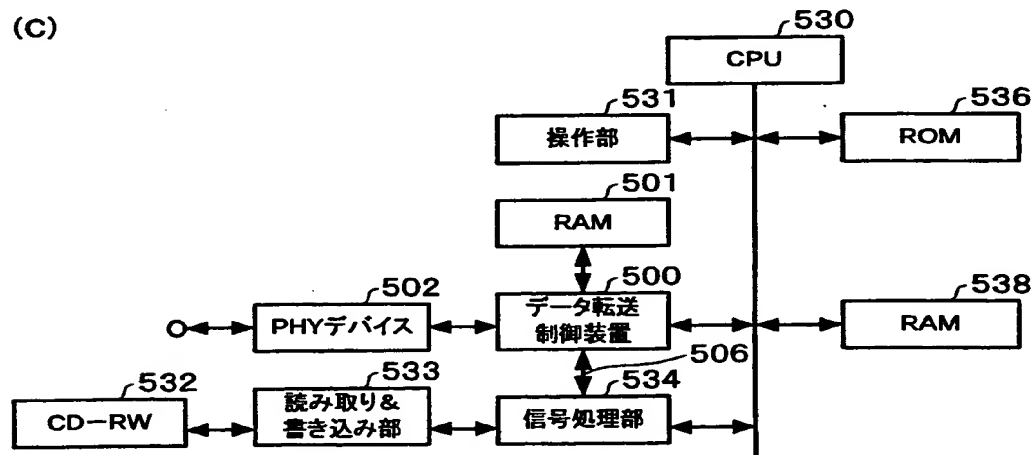 (C)
530
CPU
531
操作部
536
ROM
501
RAM
502
PHYデバイス
500
データ転送
制御装置
538
RAM
506
532
CD-RW
533
読み取り&
書き込み部
534
信号処理部